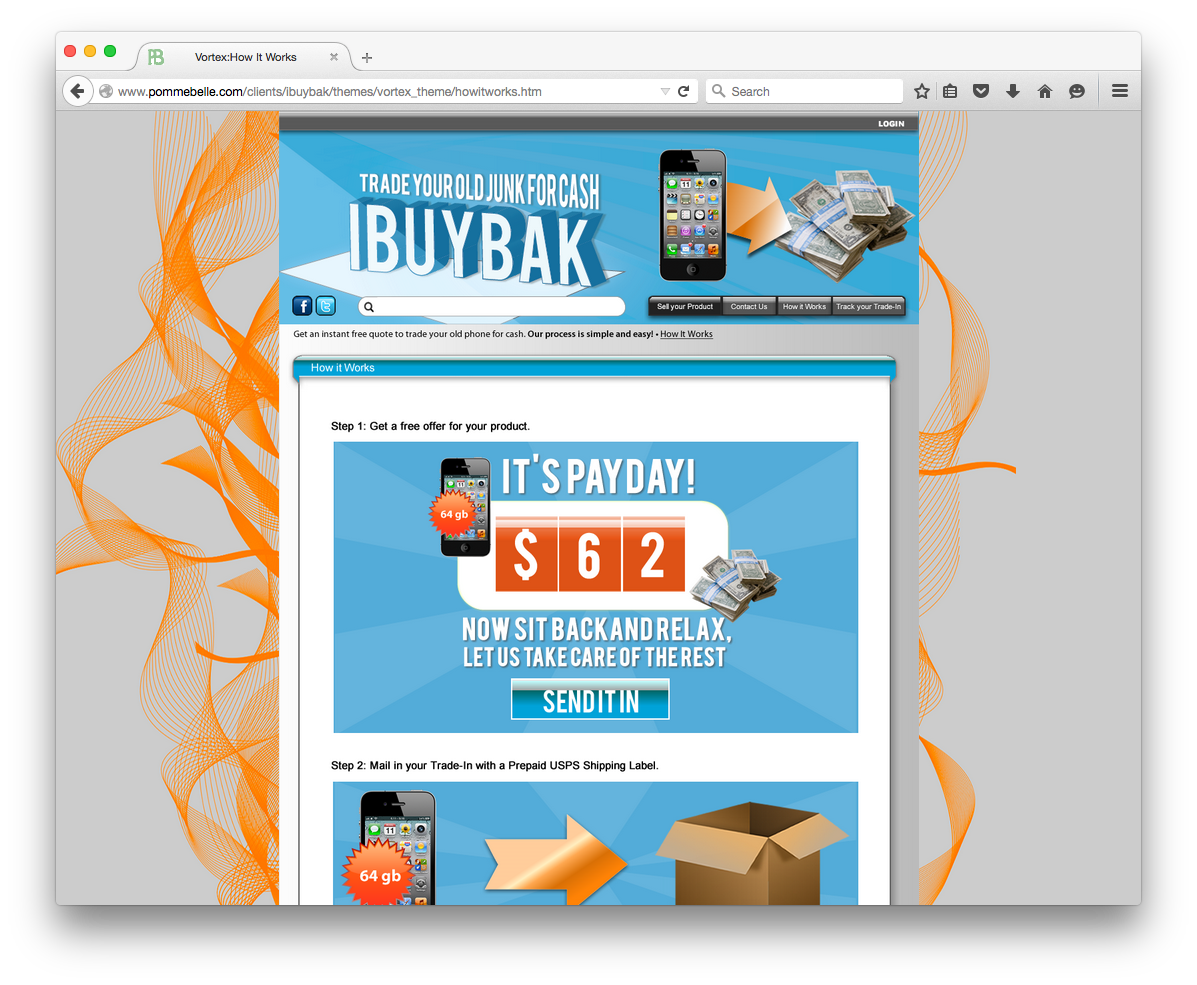 Vortex:How It Works
www.pommebelle.com/clients/ibuybak/themes/vortex_theme/howitworks.htm
Search
LOGIN
TRADE YOUR OLD JUNK FOR CASH
IBUYBAK
Sell your Product
Contact Us
How it Works
Track your Trade-In
Get an instant free quote to trade your old phone for cash. Our process is simple and easy! • How It Works
How it Works
Step 1: Get a free offer for your product.
IT'S PAYDAY!
64 gb
$ 6 2
NOW SIT BACK AND RELAX,
LET US TAKE CARE OF THE REST
SEND IT IN
Step 2: Mail in your Trade-In with a Prepaid USPS Shipping Label.
64 gb